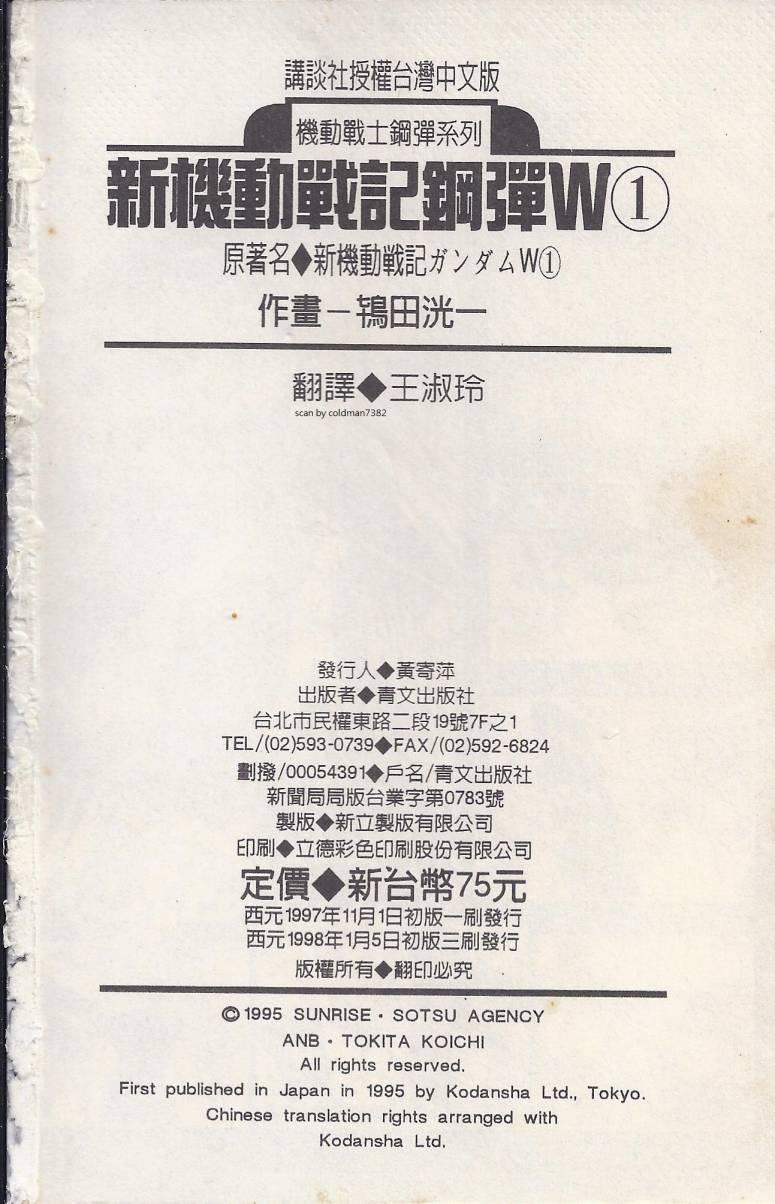 講談社授權台灣中文版
機動戰士鋼彈系列
新機動戰記鋼彈W①
原著名◆新機動戦記ガンダムW①
作畫－鴇田洸一
翻譯◆王淑玲
scan by coldman7382
發行人◆黃寄萍
出版者◆青文出版社
台北市民權東路二段19號7F之1
TEL/(02)593-0739◆FAX/(02)592-6824
劃撥/00054391◆戶名/青文出版社
新聞局局版台業字第0783號
製版◆新立製版有限公司
印刷◆立德彩色印刷股份有限公司
定價◆新台幣75元
西元1997年11月1日初版一刷發行
西元1998年1月5日初版三刷發行
版權所有◆翻印必究
©1995 SUNRISE・SOTSU AGENCY
ANB・TOKITA KOICHI
All rights reserved.
First published in Japan in 1995 by Kodansha Ltd., Tokyo.
Chinese translation rights arranged with
Kodansha Ltd.